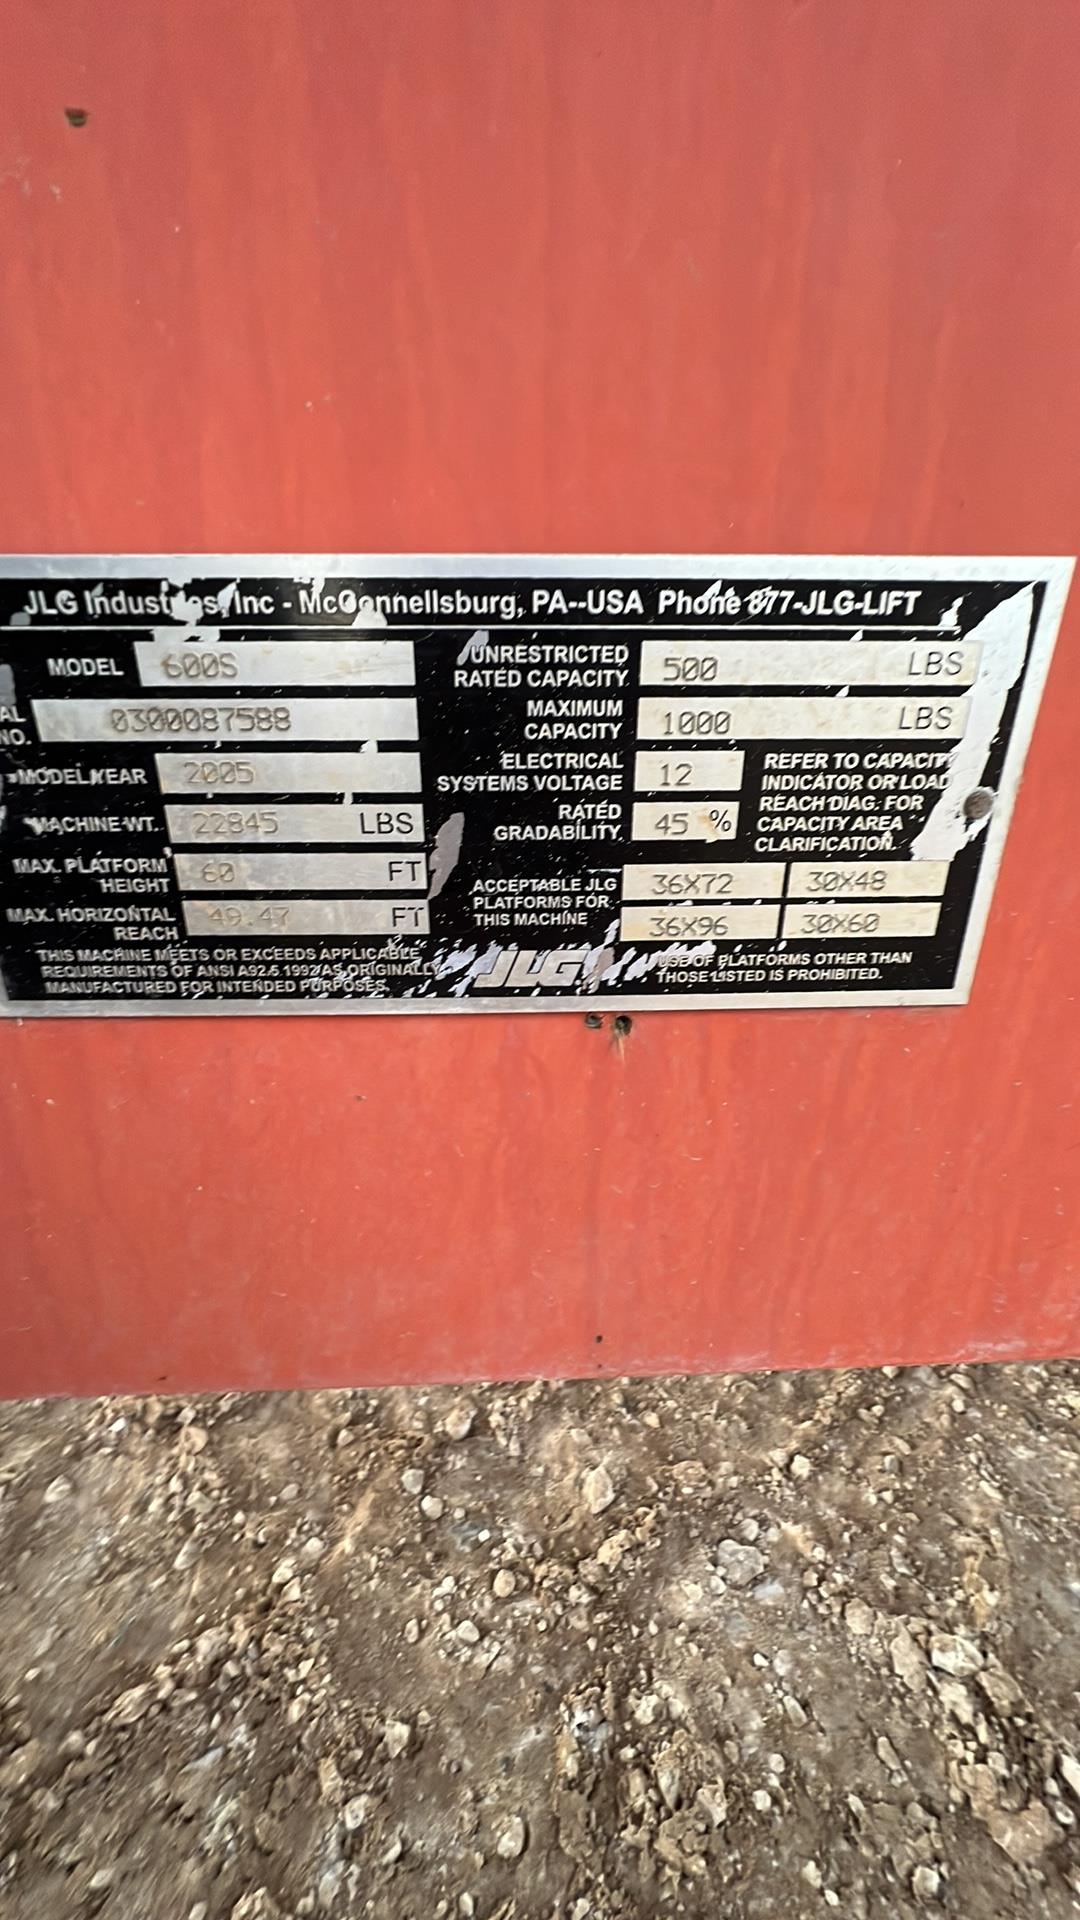 JLG Industries, Inc - McConnellsburg, PA--USA Phone 877-JLG-LIFT
MODEL 600S
AL NO. 0300087588
MODEL YEAR 2005
MACHINE WT. 22845 LBS
MAX. PLATFORM HEIGHT 60 FT
MAX. HORIZONTAL REACH 49.47 FT
UNRESTRICTED RATED CAPACITY 500 LBS
MAXIMUM CAPACITY 1000 LBS
ELECTRICAL SYSTEMS VOLTAGE 12
RATED GRADABILITY 45 %
REFER TO CAPACITY
INDICATOR OR LOAD
REACH DIAG. FOR
CAPACITY AREA
CLARIFICATION.
ACCEPTABLE JLG
PLATFORMS FOR
THIS MACHINE
36X72 30X48
36X96 30X60
THIS MACHINE MEETS OR EXCEEDS APPLICABLE
REQUIREMENTS OF ANSI A92.5 1992 AS ORIGINALLY
MANUFACTURED FOR INTENDED PURPOSES.
JLG
USE OF PLATFORMS OTHER THAN
THOSE LISTED IS PROHIBITED.